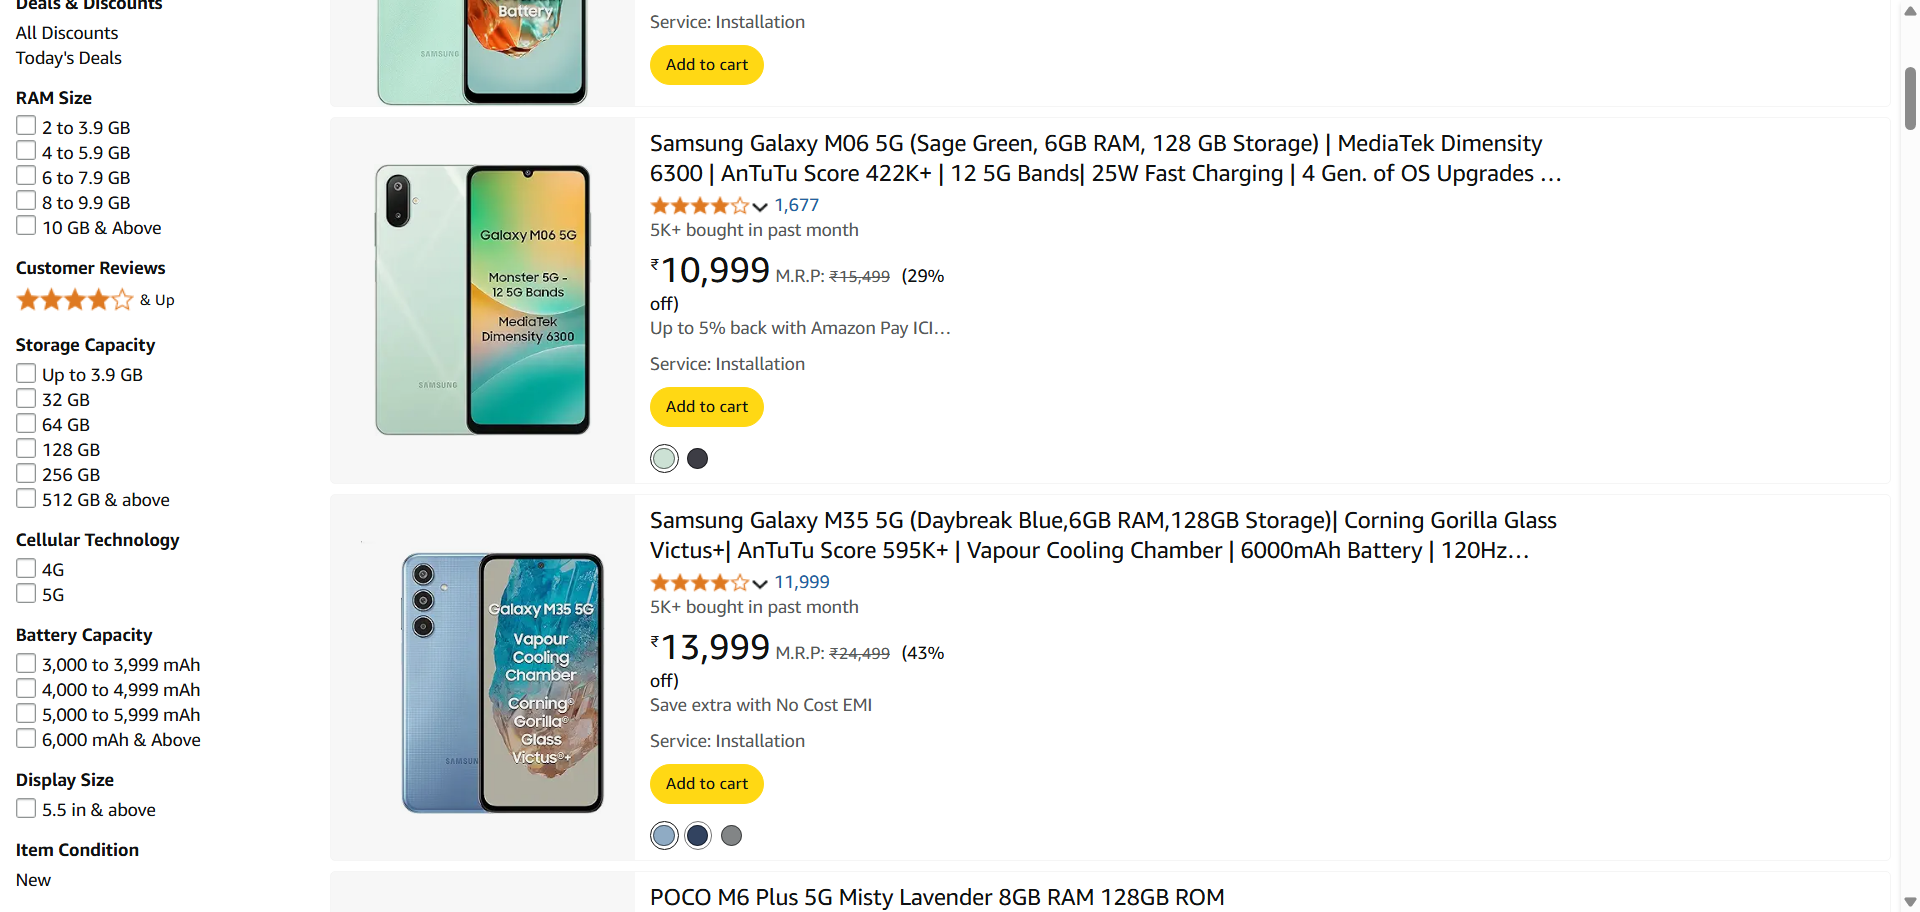 Deals & Discounts
All Discounts
Today's Deals
RAM Size
2 to 3.9 GB
4 to 5.9 GB
6 to 7.9 GB
8 to 9.9 GB
10 GB & Above
Customer Reviews
& Up
Storage Capacity
Up to 3.9 GB
32 GB
64 GB
128 GB
256 GB
512 GB & above
Cellular Technology
4G
5G
Battery Capacity
3,000 to 3,999 mAh
4,000 to 4,999 mAh
5,000 to 5,999 mAh
6,000 mAh & Above
Display Size
5.5 in & above
Item Condition
New
Battery
SAMSUNG
Service: Installation
Add to cart
Galaxy M06 5G
Monster 5G -
12 5G Bands
MediaTek
Dimensity 6300
SAMSUNG
Samsung Galaxy M06 5G (Sage Green, 6GB RAM, 128 GB Storage) | MediaTek Dimensity
6300 | AnTuTu Score 422K+ | 12 5G Bands| 25W Fast Charging | 4 Gen. of OS Upgrades …
1,677
5K+ bought in past month
₹10,999 M.R.P: ₹15,499 (29%
off)
Up to 5% back with Amazon Pay ICI…
Service: Installation
Add to cart
Galaxy M35 5G
Vapour
Cooling
Chamber
Corning®
Gorilla®
Glass
Victus®+
SAMSUN
Samsung Galaxy M35 5G (Daybreak Blue,6GB RAM,128GB Storage)| Corning Gorilla Glass
Victus+| AnTuTu Score 595K+ | Vapour Cooling Chamber | 6000mAh Battery | 120Hz…
11,999
5K+ bought in past month
₹13,999 M.R.P: ₹24,499 (43%
off)
Save extra with No Cost EMI
Service: Installation
Add to cart
POCO M6 Plus 5G Misty Lavender 8GB RAM 128GB ROM